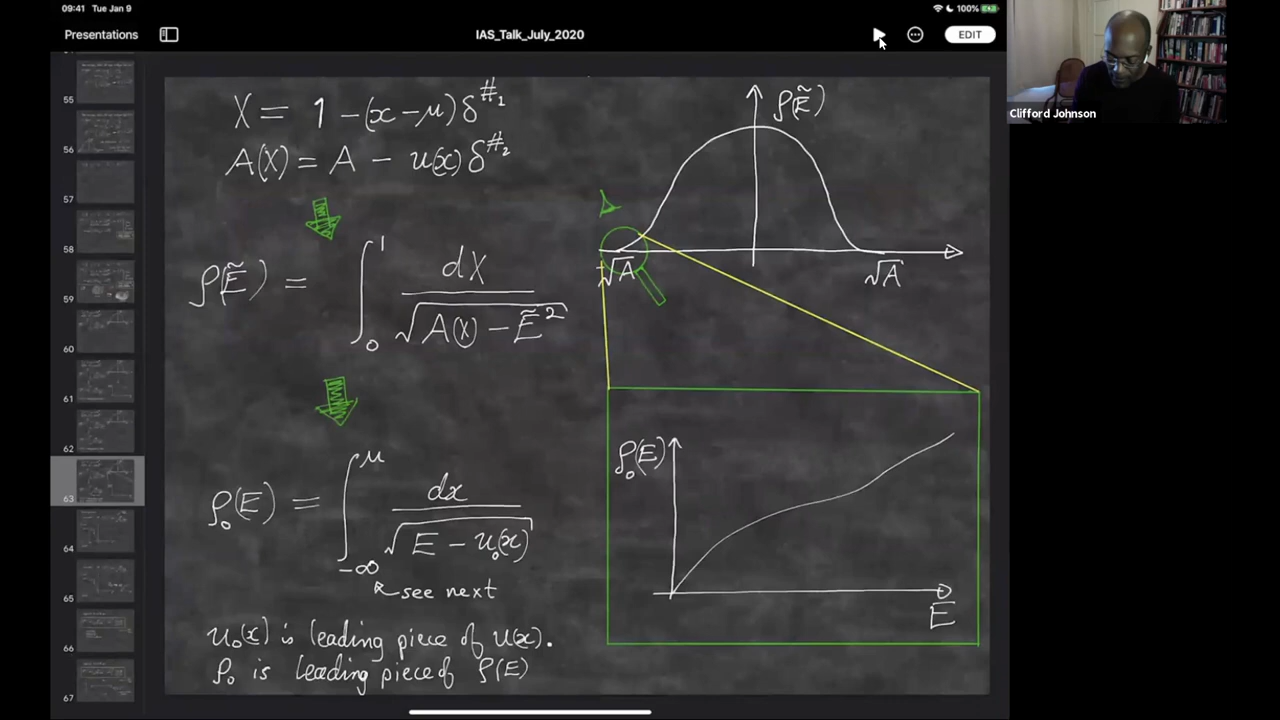 09:41 Tue Jan 9
100%
Presentations
IAS_Talk_July_2020
EDIT
Clifford Johnson
55
56
57
58
59
60
61
62
63
64
65
66
67
X = 1 - (x - μ) δ^#₁
A(X) = A - u(x) δ^#₂
ρ(Ẽ) = ∫₀¹ dX / √(A(X) - Ẽ²)
ρ₀(E) = ∫_{-∞}^μ dx / √(E - u₀(x))
see next
u₀(x) is leading piece of u(x).
ρ₀ is leading piece of ρ(E)
ρ(Ẽ)
√A
√A
ρ₀(E)
E